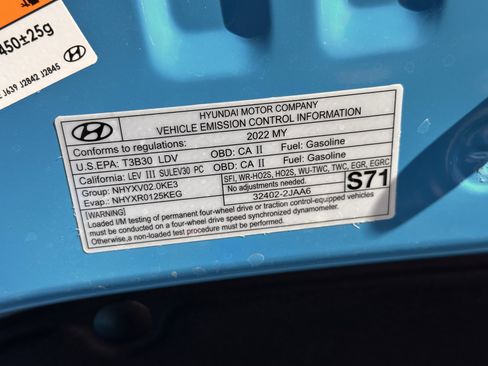 450±25g
J639 J2842 J2845
HYUNDAI MOTOR COMPANY
VEHICLE EMISSION CONTROL INFORMATION
Conforms to regulations: 2022 MY
U.S.EPA: T3B30 LDV OBD: CA II Fuel: Gasoline
California: LEV III SULEV30 PC OBD: CA II Fuel: Gasoline
Group: NHYXV02.0KE3 SFI, WR-HO2S, HO2S, WU-TWC, TWC, EGR, EGRC
Evap.: NHYXR0125KEG No adjustments needed. S71
32402-2JAA6
[WARNING]
Loaded I/M testing of permanent four-wheel drive or traction control-equipped vehicles
must be conducted on a four-wheel drive speed synchronized dynamometer.
Otherwise,a non-loaded test procedure must be used.